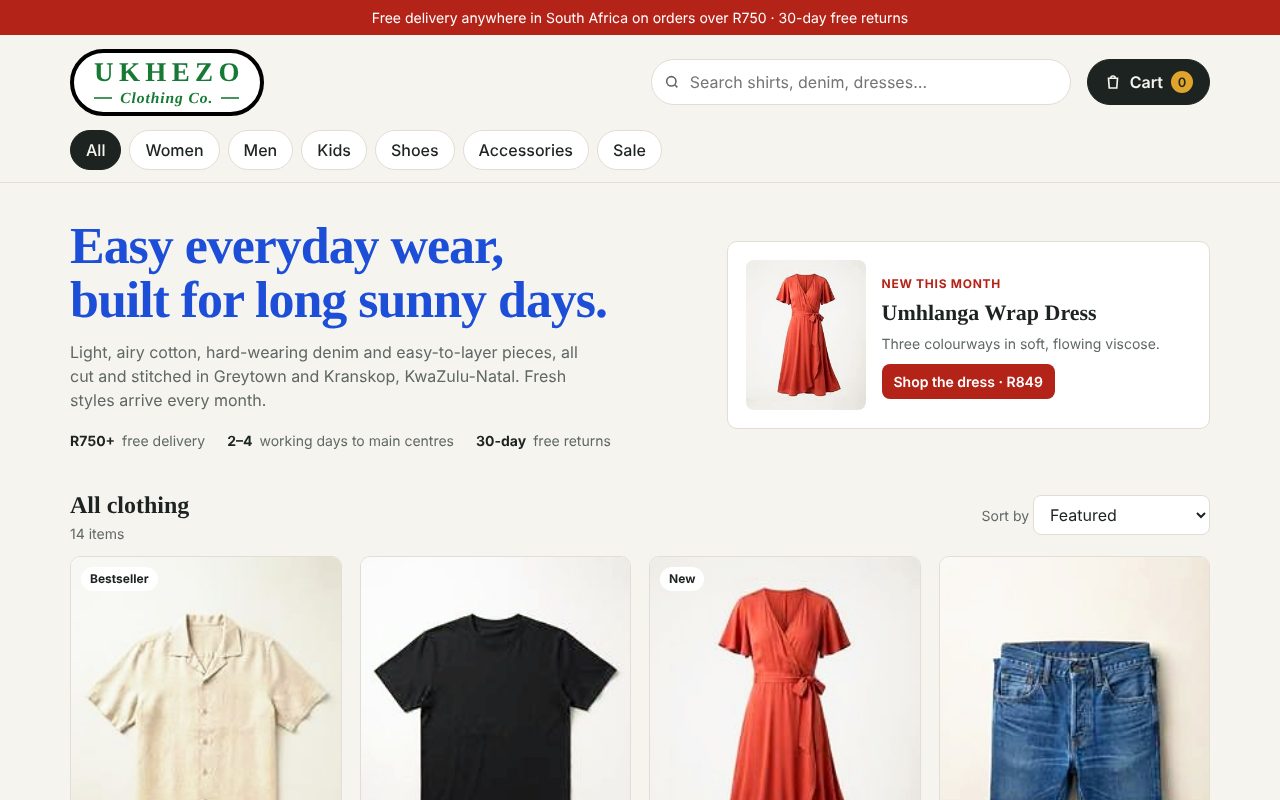 Free delivery anywhere in South Africa on orders over R750 · 30-day free returns
UKHEZO
Clothing Co.
Search shirts, denim, dresses...
Cart 0
All Women Men Kids Shoes Accessories Sale
Easy everyday wear,
built for long sunny days.
Light, airy cotton, hard-wearing denim and easy-to-layer pieces, all
cut and stitched in Greytown and Kranskop, KwaZulu-Natal. Fresh
styles arrive every month.
R750+ free delivery 2–4 working days to main centres 30-day free returns
NEW THIS MONTH
Umhlanga Wrap Dress
Three colourways in soft, flowing viscose.
Shop the dress · R849
All clothing
14 items
Sort by Featured
Bestseller
New